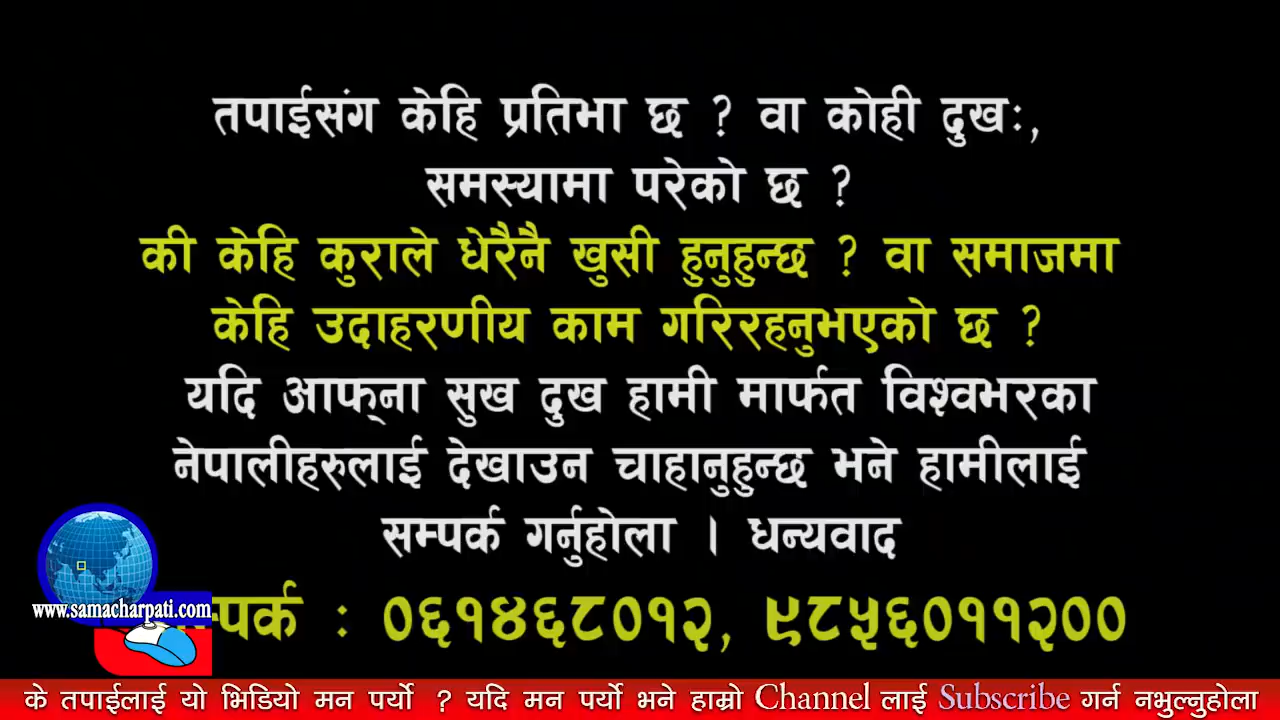 तपाईसंग केहि प्रतिभा छ ? वा कोही दुखः,
समस्यामा परेको छ ?
की केहि कुराले धेरैनै खुसी हुनुहुन्छ ? वा समाजमा
केहि उदाहरणीय काम गरिरहनुभएको छ ?
यदि आफ्‌ना सुख दुख हामी मार्फत विश्वभरका
नेपालीहरुलाई देखाउन चाहानुहुन्छ भने हामीलाई
सम्पर्क गर्नुहोला । धन्यवाद
म्पर्क : ०६१४६८०१२, ९८५६०११२००
www.samacharpati.com
के तपाईलाई यो भिडियो मन पर्यो ? यदि मन पर्यो भने हाम्रो Channel लाई Subscribe गर्न नभुल्नुहोला